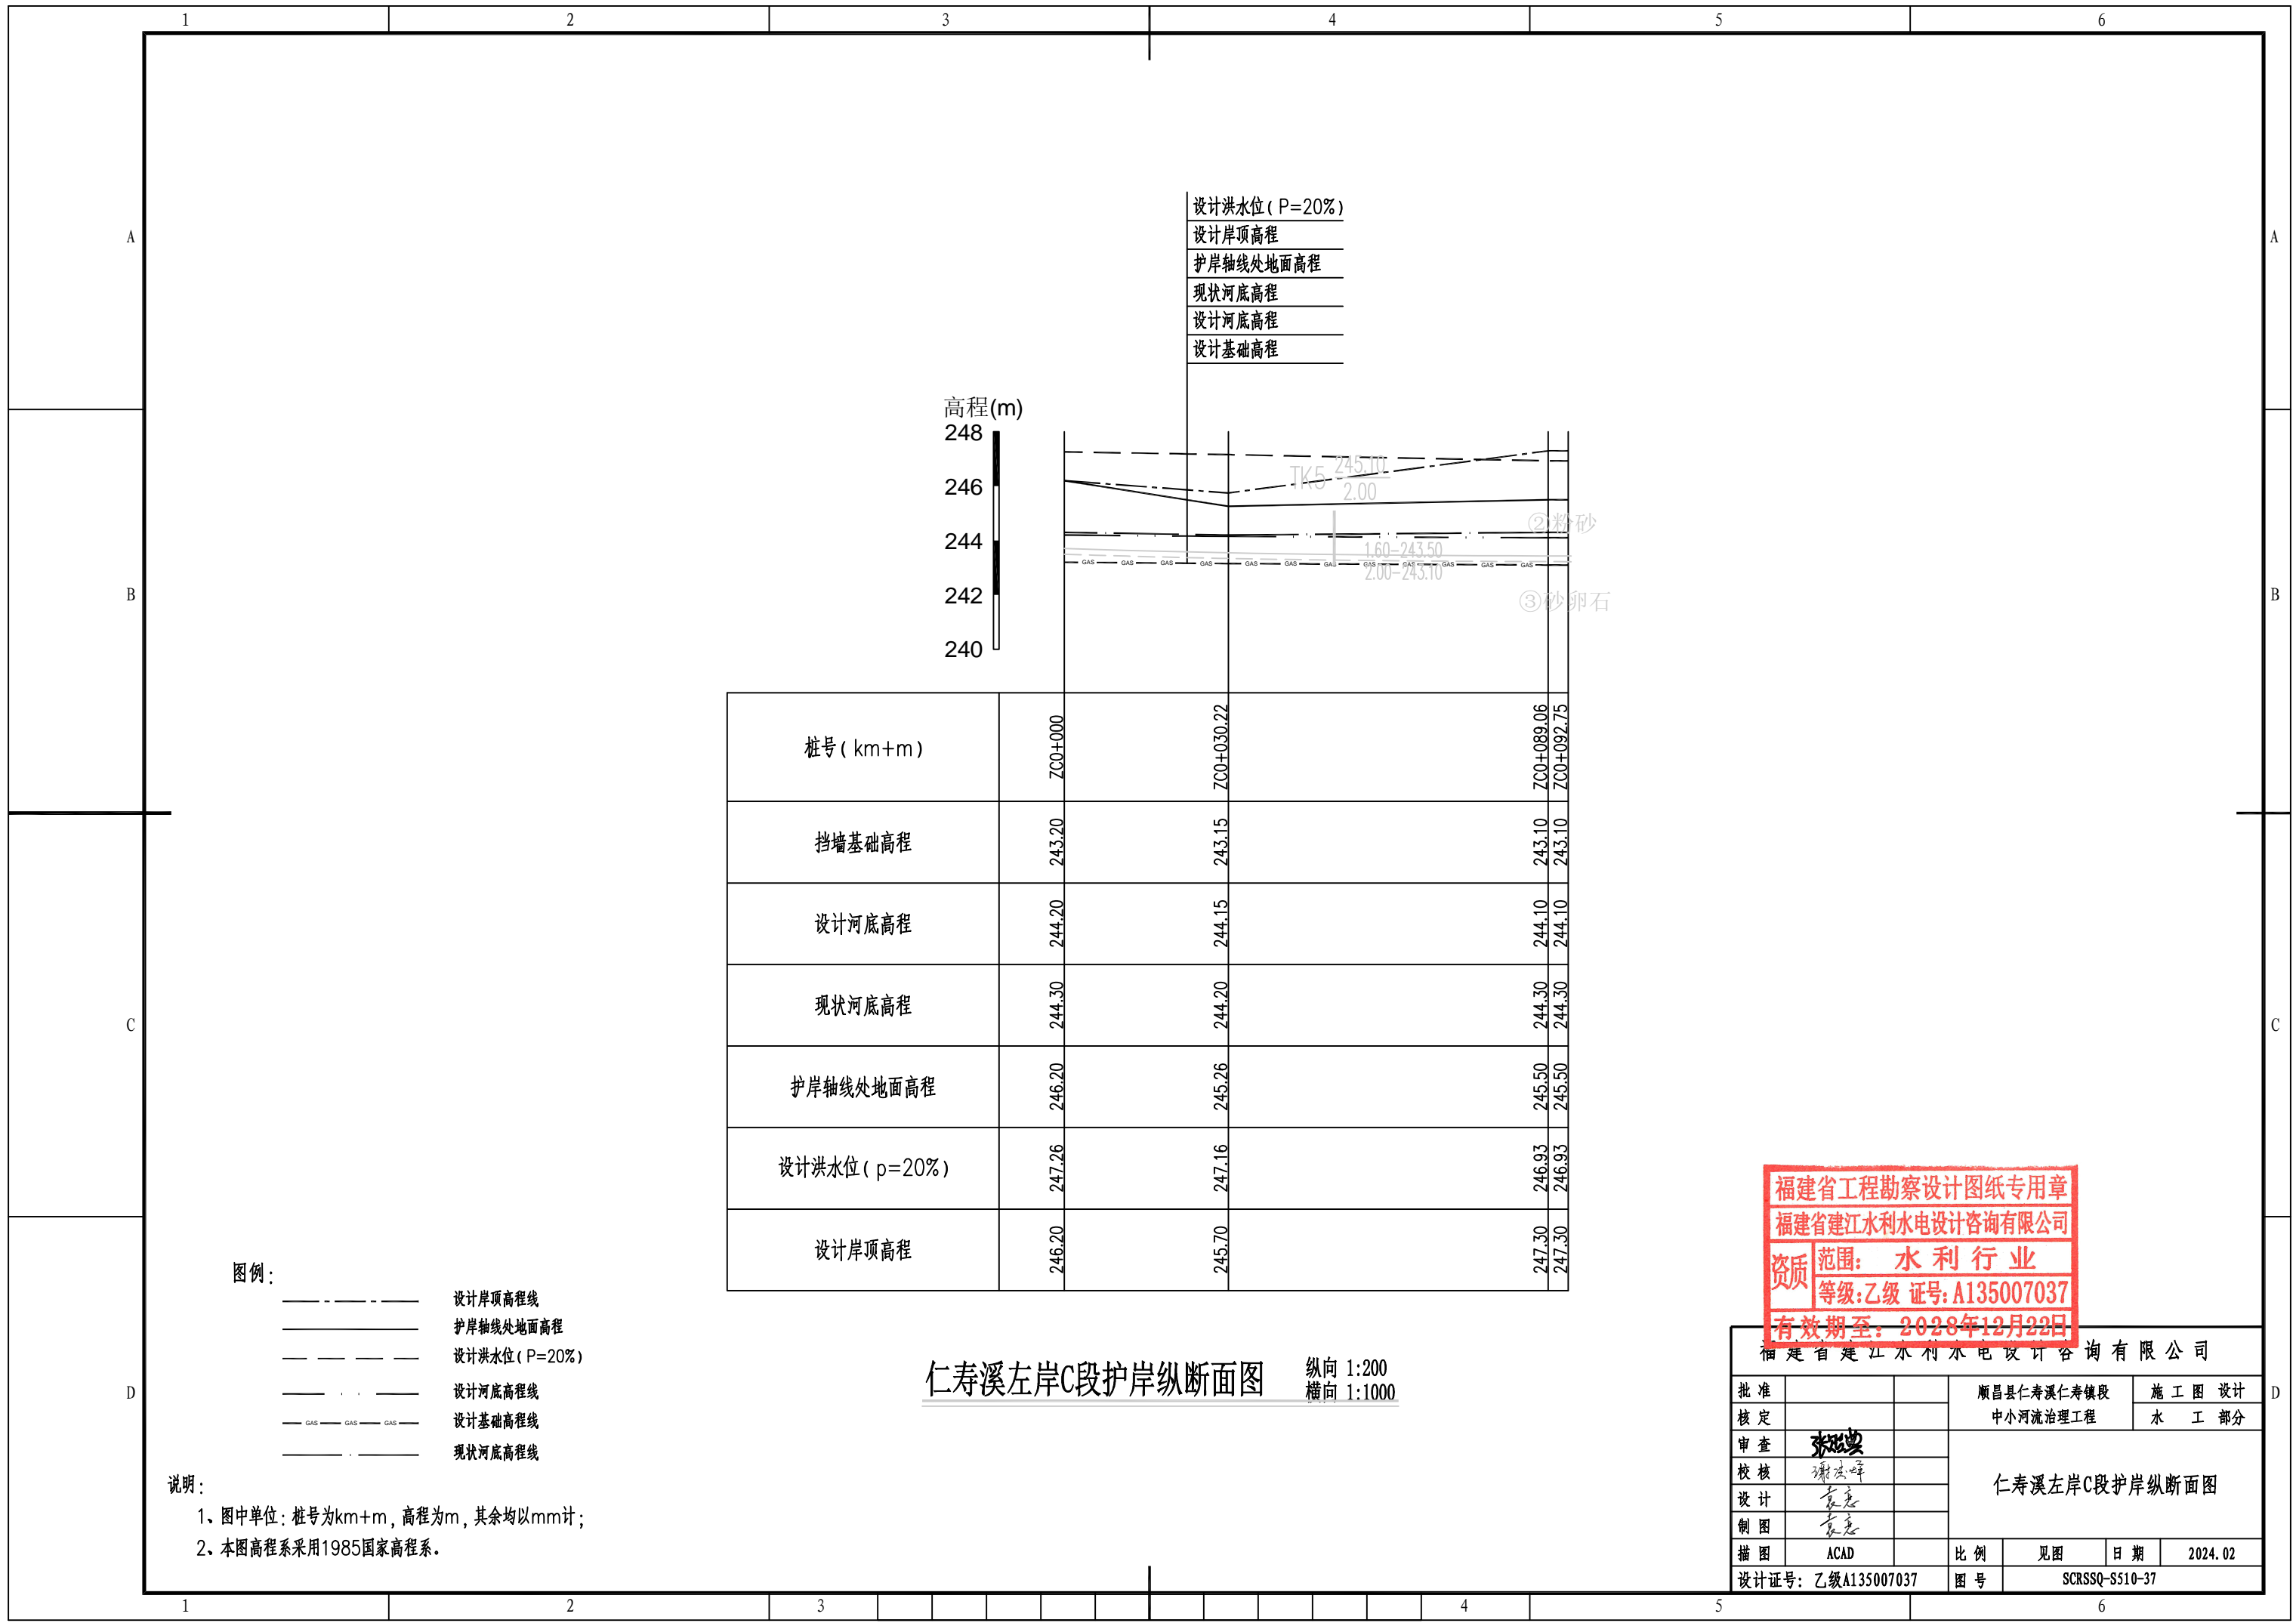 1 2 3 4 5 6
A A
设计洪水位(P=20%)
设计岸顶高程
护岸轴线处地面高程
现状河底高程
设计河底高程
设计基础高程
高程(m)
248
246
244
242
240
TK5 245.10
2.00
②粉砂
1.60-243.50
GAS GAS GAS GAS GAS GAS GAS GAS GAS GAS GAS GAS
2.00-243.10
③砂卵石
B B
桩号(km+m) ZC0+000 ZC0+030.22 ZC0+089.06 ZC0+092.75
挡墙基础高程 243.20 243.15 243.10 243.10
设计河底高程 244.20 244.15 244.10 244.10
现状河底高程 244.30 244.20 244.30 244.30
护岸轴线处地面高程 246.20 245.26 245.50 245.50
设计洪水位(p=20%) 247.26 247.16 246.93 246.93
设计岸顶高程 246.20 245.70 247.30 247.30
C C
图例:
设计岸顶高程线
护岸轴线处地面高程
设计洪水位(P=20%)
设计河底高程线
GAS GAS GAS 设计基础高程线
现状河底高程线
D D
说明:
1、图中单位:桩号为km+m,高程为m,其余均以mm计;
2、本图高程系采用1985国家高程系。
仁寿溪左岸C段护岸纵断面图 纵向 1:200
横向 1:1000
福建省工程勘察设计图纸专用章
福建省建江水利水电设计咨询有限公司
资质 范围: 水利行业
等级:乙级 证号:A135007037
有效期至: 2028年12月22日
福建省建江水利水电设计咨询有限公司
批准 顺昌县仁寿溪仁寿镇段 施工图 设计
核定 中小河流治理工程 水工 部分
审查
校核
设计
制图
仁寿溪左岸C段护岸纵断面图
描图 ACAD 比例 见图 日期 2024.02
设计证号: 乙级A135007037 图号 SCRSSQ-S510-37
1 2 3 4 5 6